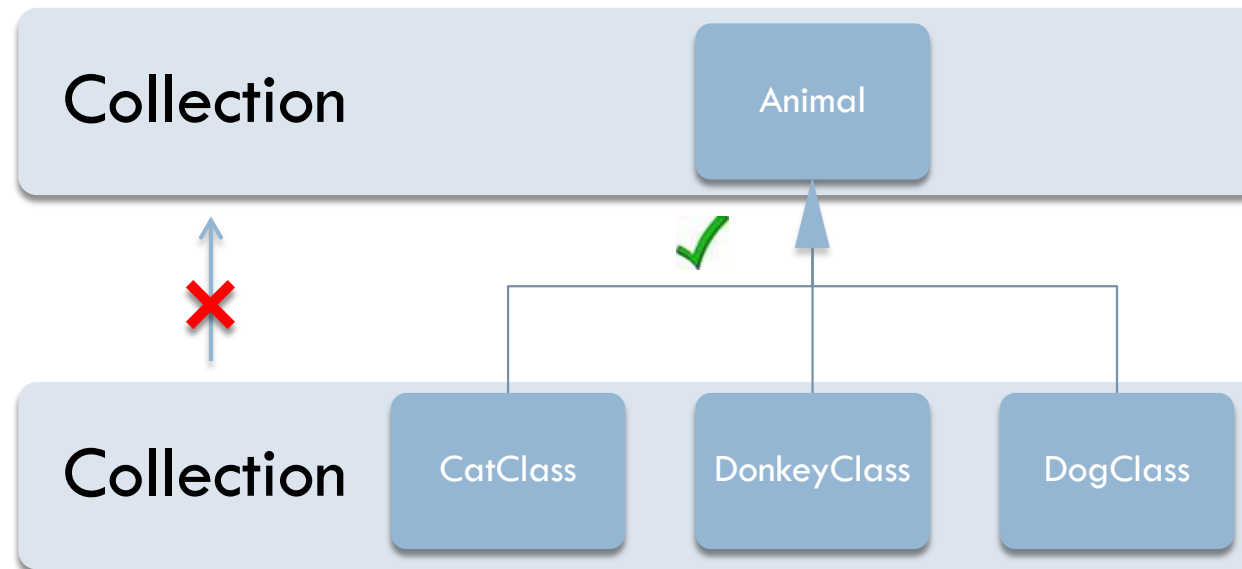 Collection
Animal
Collection
CatClass
DonkeyClass
DogClass